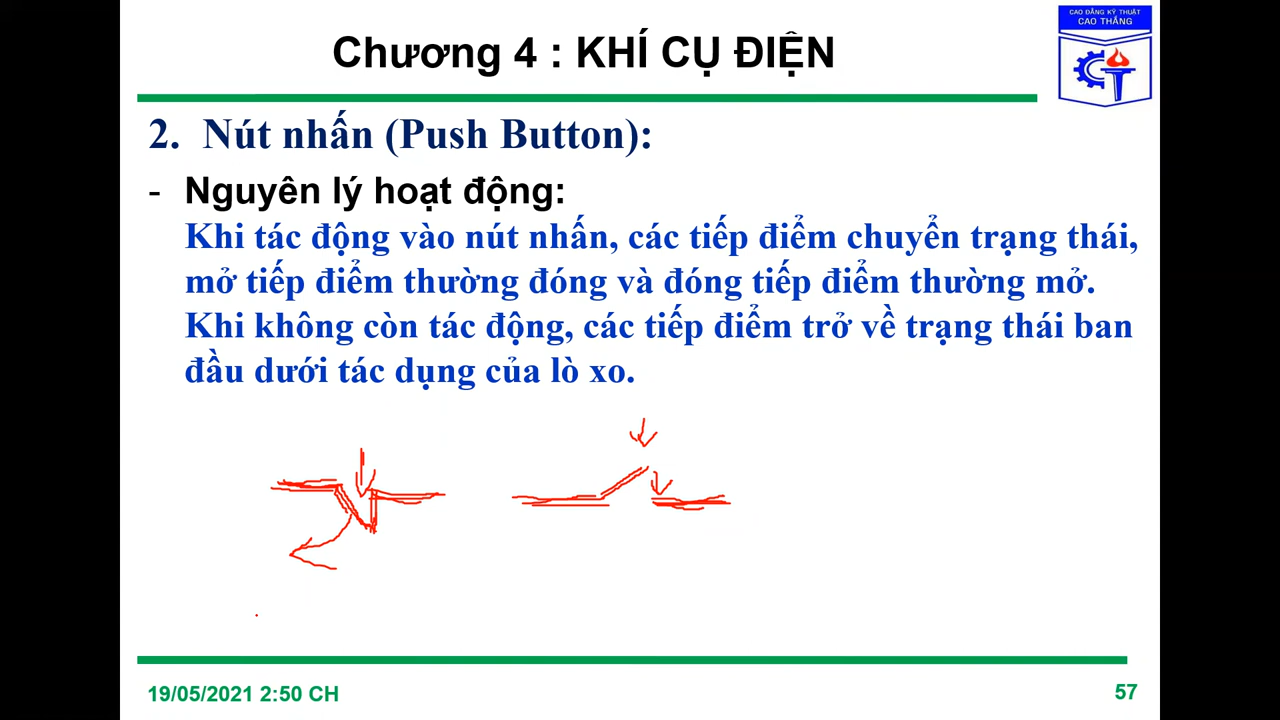 CAO ĐẲNG KỸ THUẬT
CAO THẮNG
Chương 4 : KHÍ CỤ ĐIỆN
2. Nút nhấn (Push Button):
- Nguyên lý hoạt động:
Khi tác động vào nút nhấn, các tiếp điểm chuyển trạng thái,
mở tiếp điểm thường đóng và đóng tiếp điểm thường mở.
Khi không còn tác động, các tiếp điểm trở về trạng thái ban
đầu dưới tác dụng của lò xo.
19/05/2021 2:50 CH
57